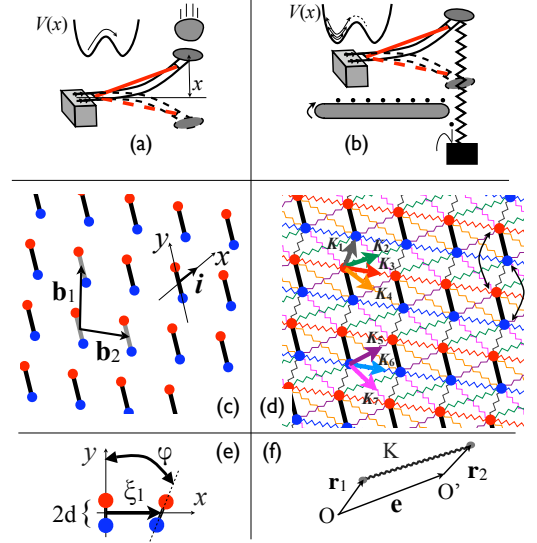 V(x)
x
(a)
V(x)
(b)
y
x
i
b₁
b₂
(c)
K₁
K₂
K₃
K₄
K₅
K₆
K₇
(d)
y
(e)
φ
ξ₁
x
2d {
(f)
K
r₁
r₂
O
e
O'